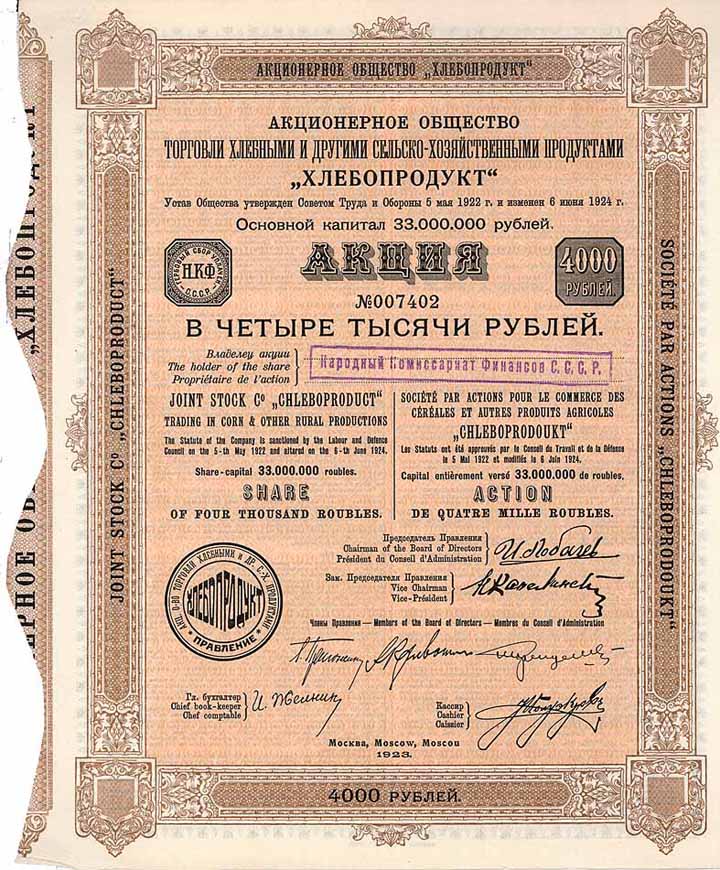 АКЦИОНЕРНОЕ ОБЩЕСТВО „ХЛЕБОПРОДУКТ“
АКЦИОНЕРНОЕ ОБЩЕСТВО
ТОРГОВЛИ ХЛЕБНЫМИ И ДРУГИМИ СЕЛЬСКО-ХОЗЯЙСТВЕННЫМИ ПРОДУКТАМИ
„ХЛЕБОПРОДУКТ“
Устав Общества утвержден Советом Труда и Обороны 5 мая 1922 г. и изменен 6 июня 1924 г.
Основной капитал 33.000.000 рублей.
АКЦИЯ
Н.К.Ф.
С.С.С.Р.
4000
РУБЛЕЙ.
№007402
В ЧЕТЫРЕ ТЫСЯЧИ РУБЛЕЙ.
Владелец акции
The holder of the share
Propriétaire de l'action
Народный Комиссариат Финансов С.С.С.Р.
JOINT STOCK Cº „CHLEBOPRODUCT“
TRADING IN CORN & OTHER RURAL PRODUCTIONS
The Statute of the Company is sanctioned by the Labour and Defence
Council on the 5-th May 1922 and altured on the 6-th June 1924.
Share-capital 33.000.000 roubles.
SHARE
OF FOUR THOUSAND ROUBLES.
SOCIÉTÉ PAR ACTIONS POUR LE COMMERCE DES
CÉRÉALES ET AUTRES PRODUITS AGRICOLES
„CHLEBOPRODOUKT“
Les Statuts ont été approuvés par le Conseil du Travail et de la Défense
le 5 Mai 1922 et modifiés le 6 Juin 1924.
Capital entièrement versé 33.000.000 de roubles.
ACTION
DE QUATRE MILLE ROUBLES.
Председатель Правления
Chairman of the Board of Directors
Président du Conseil d'Administration
Зам. Председателя Правления
Vice Chairman
Vice-Président
АКЦ. О-ВО ТОРГОВЛИ ХЛЕБНЫМИ И ДР. С.-Х. ПРОДУКТАМИ
ХЛЕБОПРОДУКТ
ПРАВЛЕНИЕ
Члены Правления — Members of the Board of Directors — Membres du Conseil d'Administration
Гл. бухгалтер
Chief book-keeper
Chef comptable
Кассир
Cashier
Caissier
Москва, Moscow, Moscou
1923.
4000 РУБЛЕЙ.
JOINT STOCK Cº „CHLEBOPRODUCT“
SOCIÉTÉ PAR ACTIONS „CHLEBOPRODOUKT“